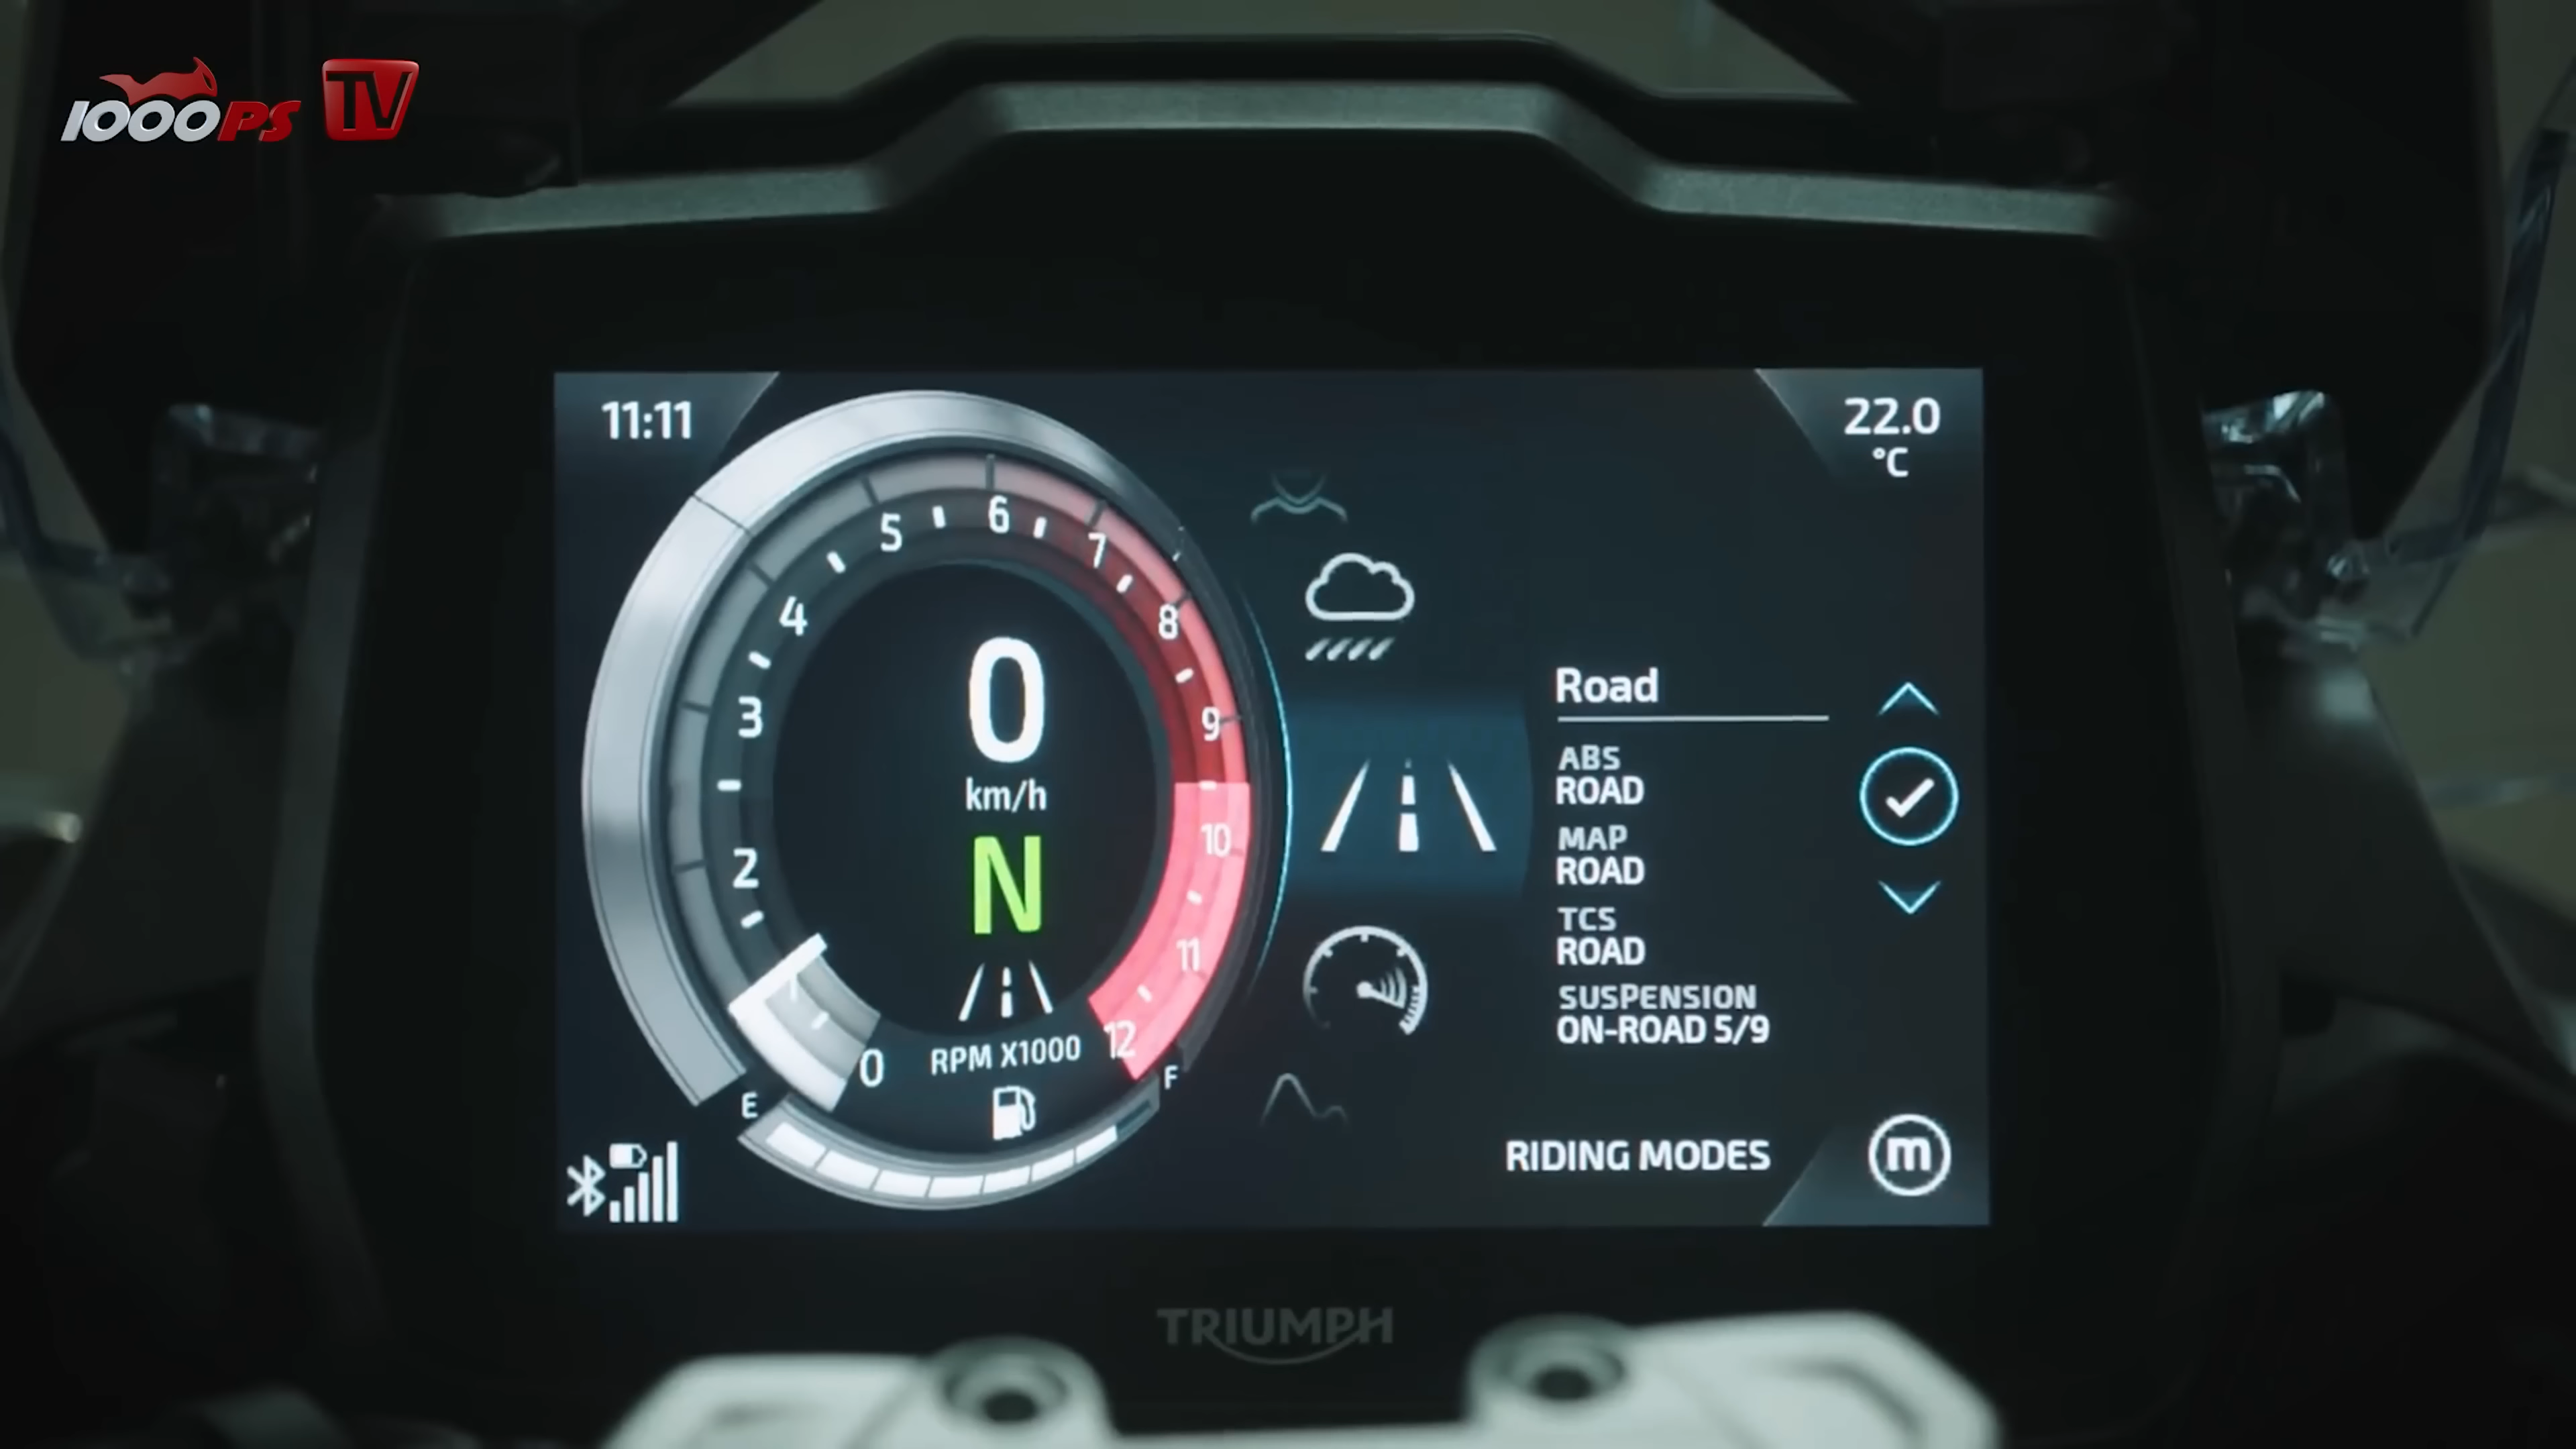 1000PS TV
11:11
22.0
°C
5
6
7
4
8
3
9
2
10
11
12
0
0
km/h
N
RPM X1000
E
F
Road
ABS
ROAD
MAP
ROAD
TCS
ROAD
SUSPENSION
ON-ROAD 5/9
RIDING MODES
m
TRIUMPH